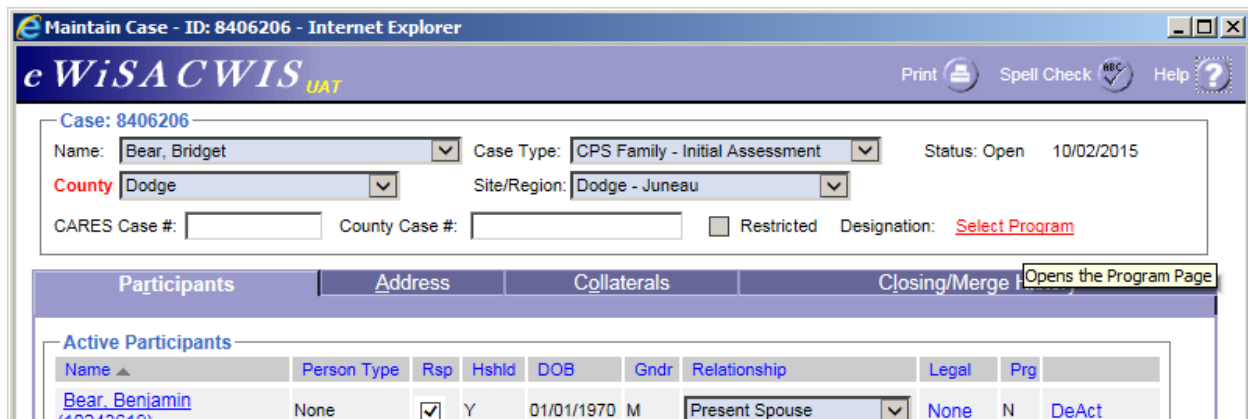 Maintain Case - ID: 8406206 - Internet Explorer
eWiSACWIS UAT Print Spell Check ABC Help ?
Case: 8406206
Name: Bear, Bridget Case Type: CPS Family - Initial Assessment Status: Open 10/02/2015
County Dodge Site/Region: Dodge - Juneau
CARES Case #: County Case #: Restricted Designation: Select Program
Opens the Program Page
Participants Address Collaterals Closing/Merge
Active Participants
Name Person Type Rsp Hshld DOB Gndr Relationship Legal Prg
Bear, Benjamin None Y 01/01/1970 M Present Spouse None N DeAct